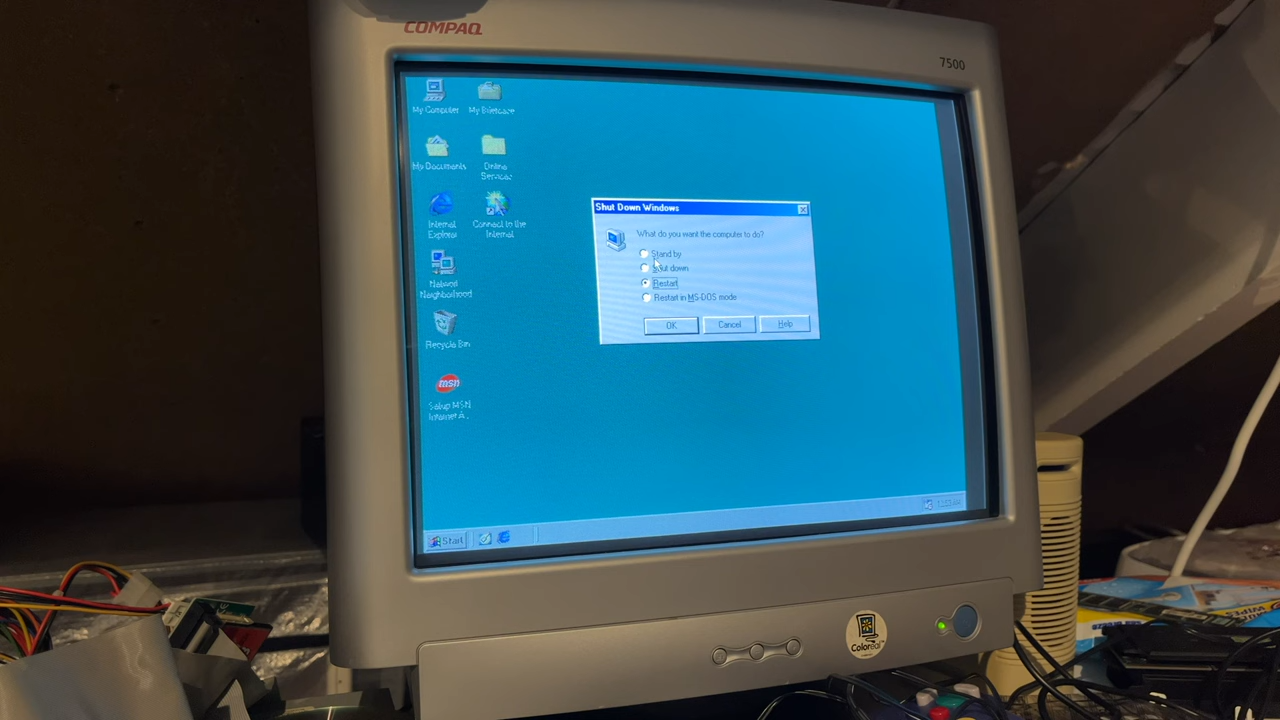 COMPAQ
7500
My Computer
My Briefcase
My Documents
Online
Services
Internet
Explorer
Connect to the
Internet
Network
Neighborhood
Recycle Bin
msn
Setup MSN
Internet A...
Shut Down Windows
What do you want the computer to do?
Stand by
Shut down
Restart
Restart in MS-DOS mode
OK
Cancel
Help
Start
Coloreal
WIPES